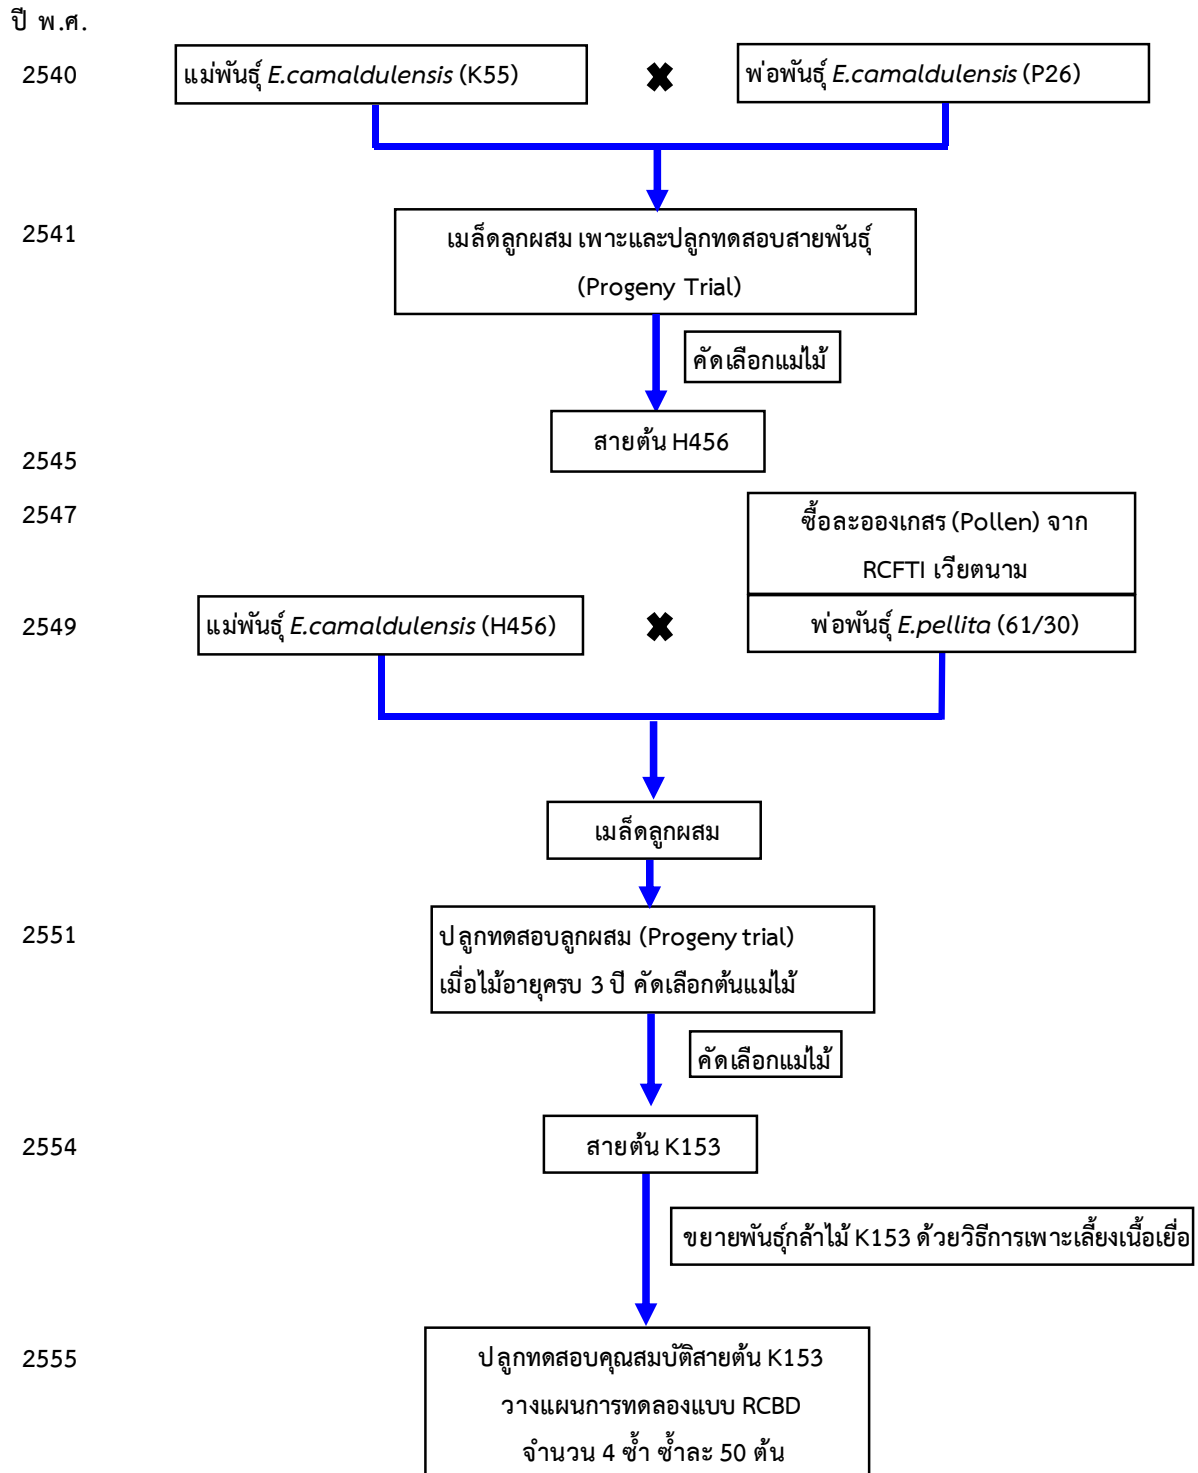 ปี พ.ศ.
2540
แม่พันธุ์ E.camaldulensis (K55)
พ่อพันธุ์ E.camaldulensis (P26)
2541
เมล็ดลูกผสม เพาะและปลูกทดสอบสายพันธุ์
(Progeny Trial)
คัดเลือกแม่ไม้
สายต้น H456
2545
2547
ซื้อละอองเกสร (Pollen) จาก
RCFTI เวียตนาม
2549
แม่พันธุ์ E.camaldulensis (H456)
พ่อพันธุ์ E.pellita (61/30)
เมล็ดลูกผสม
2551
ปลูกทดสอบลูกผสม (Progeny trial)
เมื่อไม้อายุครบ 3 ปี คัดเลือกต้นแม่ไม้
คัดเลือกแม่ไม้
2554
สายต้น K153
ขยายพันธุ์กล้าไม้ K153 ด้วยวิธีการเพาะเลี้ยงเนื้อเยื่อ
2555
ปลูกทดสอบคุณสมบัติสายต้น K153
วางแผนการทดลองแบบ RCBD
จำนวน 4 ซ้ำ ซ้ำละ 50 ต้น